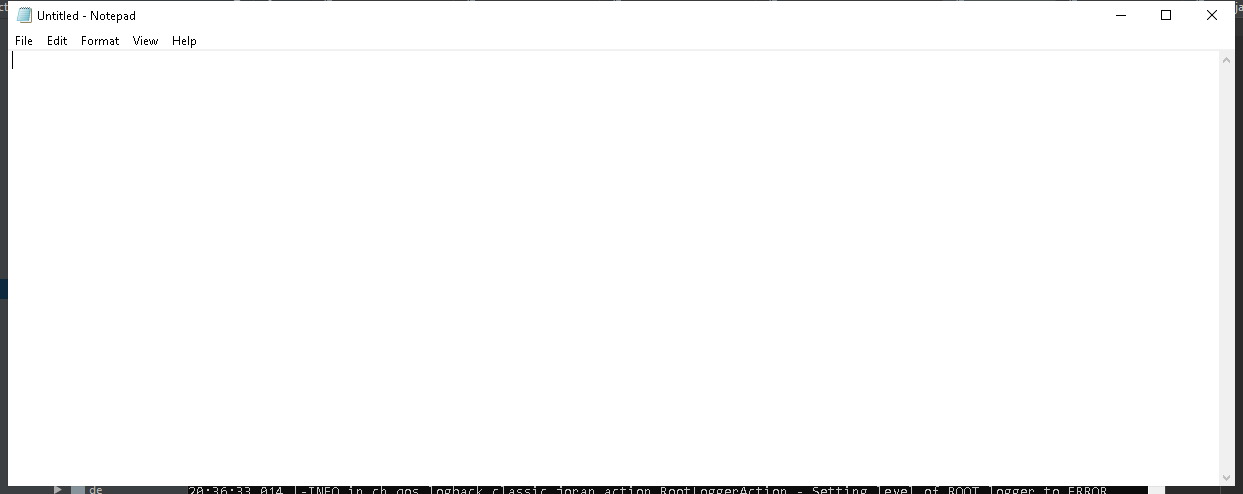 Untitled - Notepad
File Edit Format View Help
de
20:36:33,014 |-INFO in ch.qos.logback.classic.joran.action.RootLoggerAction - Setting level of ROOT logger to ERROR